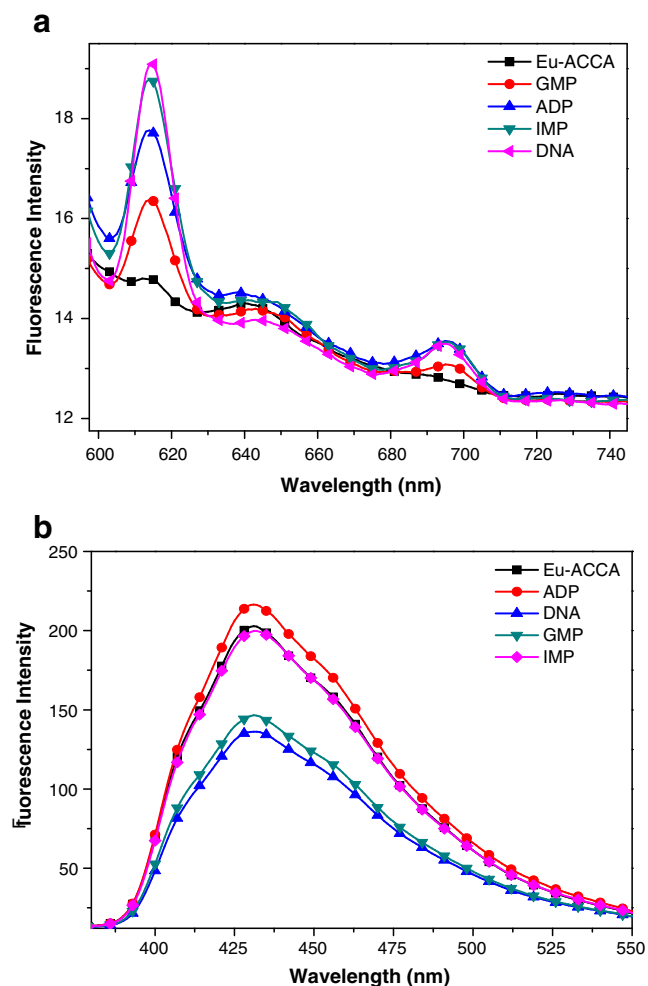 a
Eu-ACCA
GMP
ADP
IMP
DNA
18
16
14
12
Fluorescence Intensity
600 620 640 660 680 700 720 740
Wavelength (nm)
b
250
200
150
100
50
Fuorescence Intensity
Eu-ACCA
ADP
DNA
GMP
IMP
400 425 450 475 500 525 550
Wavelength (nm)